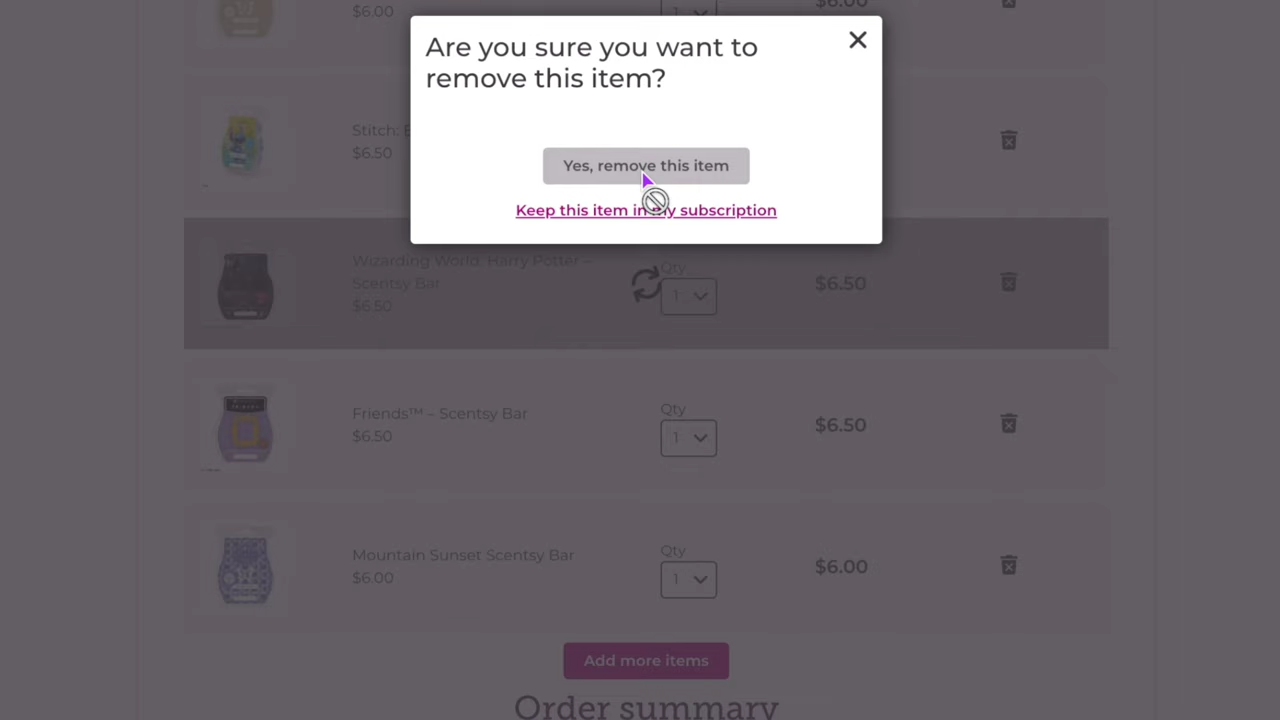 $6.00
1
$6.00
Are you sure you want to
remove this item?
Yes, remove this item
Keep this item in my subscription
Stitch:
$6.50
Wizarding World: Harry Potter –
Scentsy Bar
$6.50
Qty
1
$6.50
Friends™ – Scentsy Bar
$6.50
Qty
1
$6.50
Mountain Sunset Scentsy Bar
$6.00
Qty
1
$6.00
Add more items
Order summary